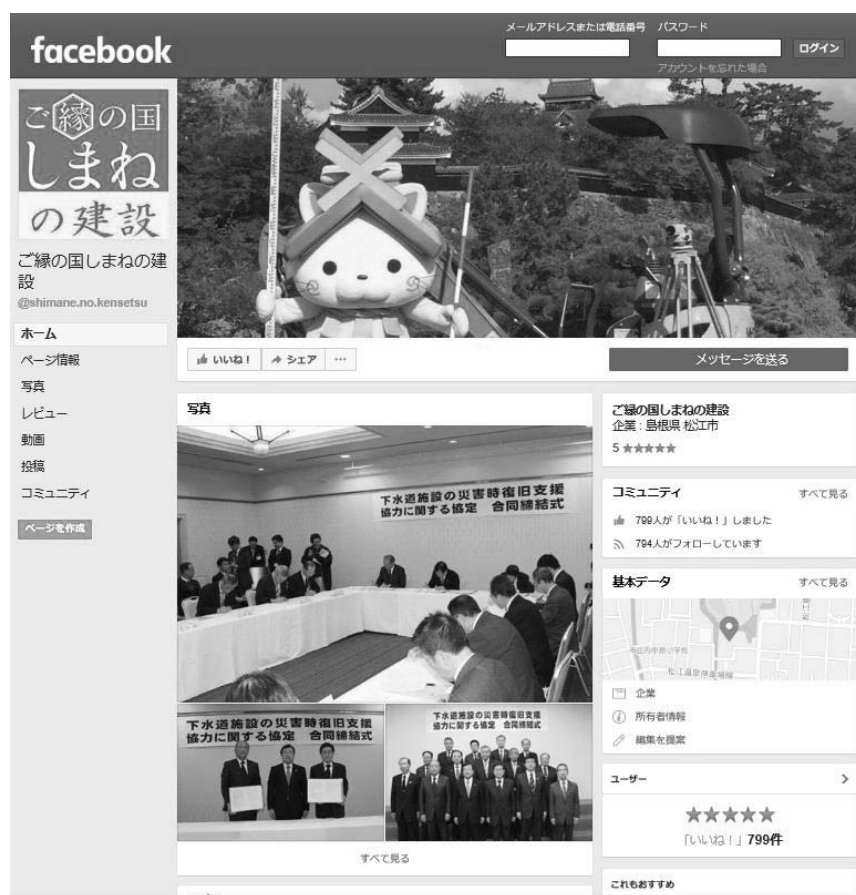 facebook
メールアドレスまたは電話番号
パスワード
ログイン
アカウントを忘れた場合
ご縁の国
しまね
の建設
ご縁の国しまねの建
設
@shimane.no.kensetsu
ホーム
ページ情報
写真
レビュー
動画
投稿
コミュニティ
ページを作成
いいね！
シェア
…
メッセージを送る
写真
下水道施設の災害時復旧支援
協力に関する協定 合同締結式
下水道施設の災害時復旧支援
協力に関する協定 合同締結式
下水道施設の災害時復旧支援
協力に関する協定 合同締結式
すべて見る
ご縁の国しまねの建設
企業 : 島根県 松江市
5 ★★★★★
コミュニティ
すべて見る
799人が「いいね！」しました
794人がフォローしています
基本データ
すべて見る
企業
所有者情報
編集を提案
ユーザー
★★★★★
「いいね！」799件
これもおすすめ